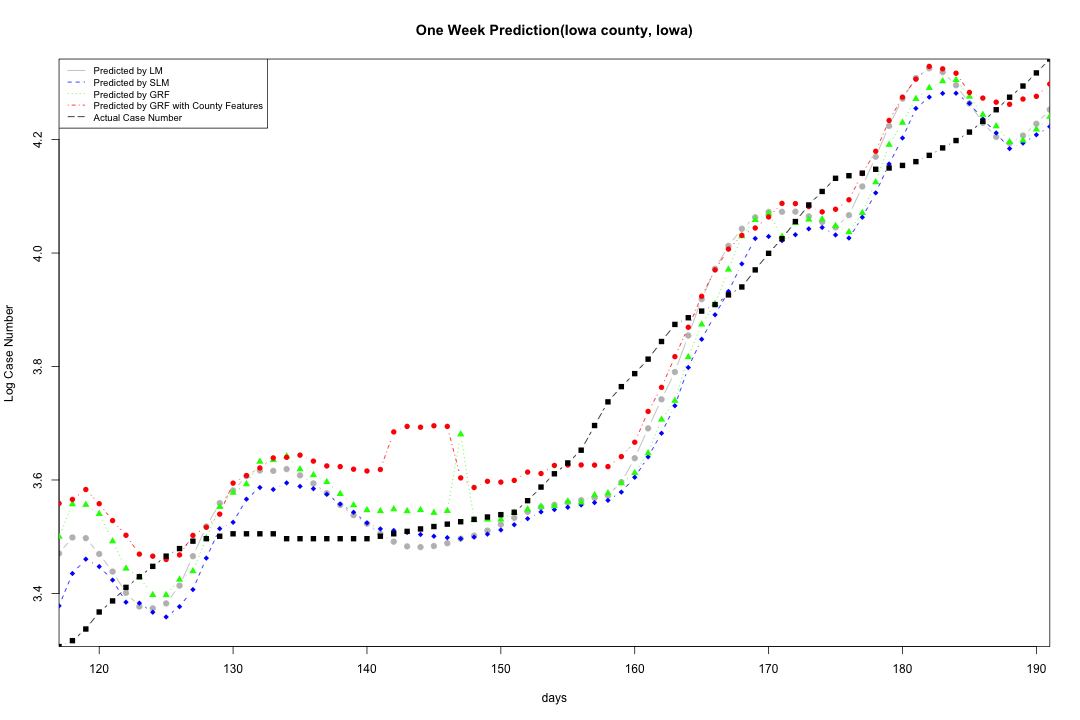 One Week Prediction(Iowa county, Iowa)
Predicted by LM
Predicted by SLM
Predicted by GRF
Predicted by GRF with County Features
Actual Case Number
Log Case Number
4.2
4.0
3.8
3.6
3.4
120 130 140 150 160 170 180 190
days